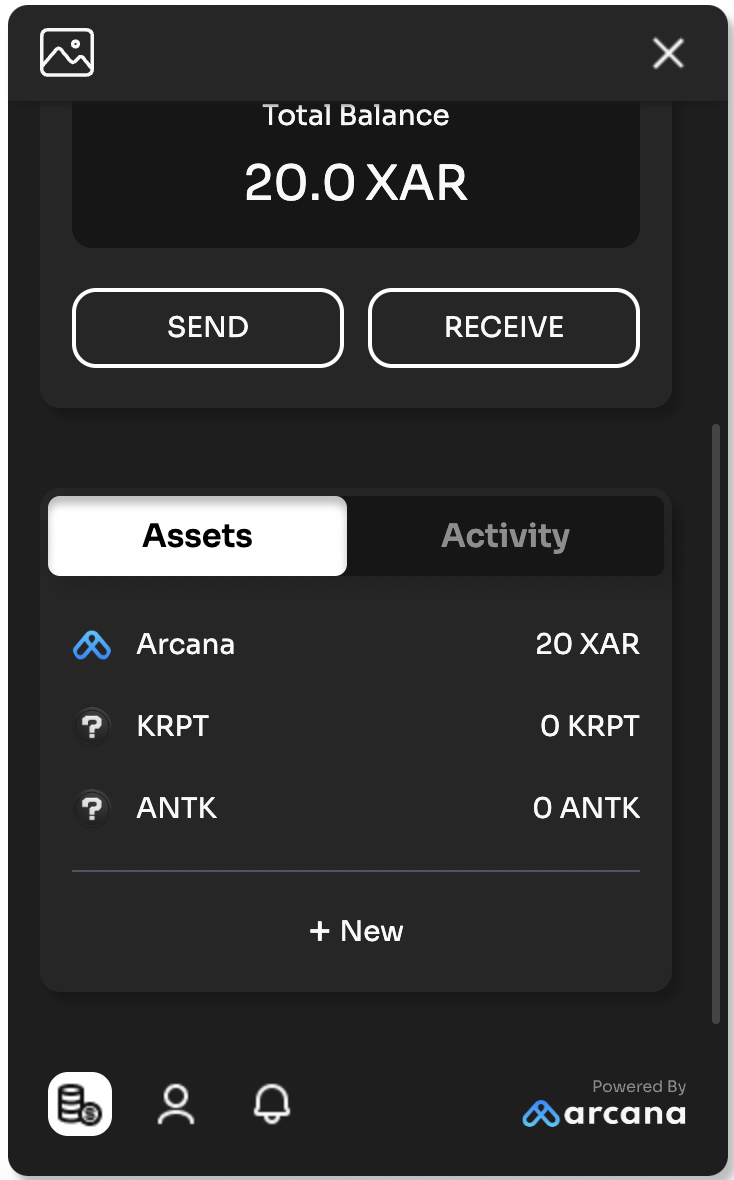 Total Balance
20.0 XAR
SEND RECEIVE
Assets Activity
Arcana 20 XAR
? KRPT 0 KRPT
? ANTK 0 ANTK
+ New
Powered By
arcana